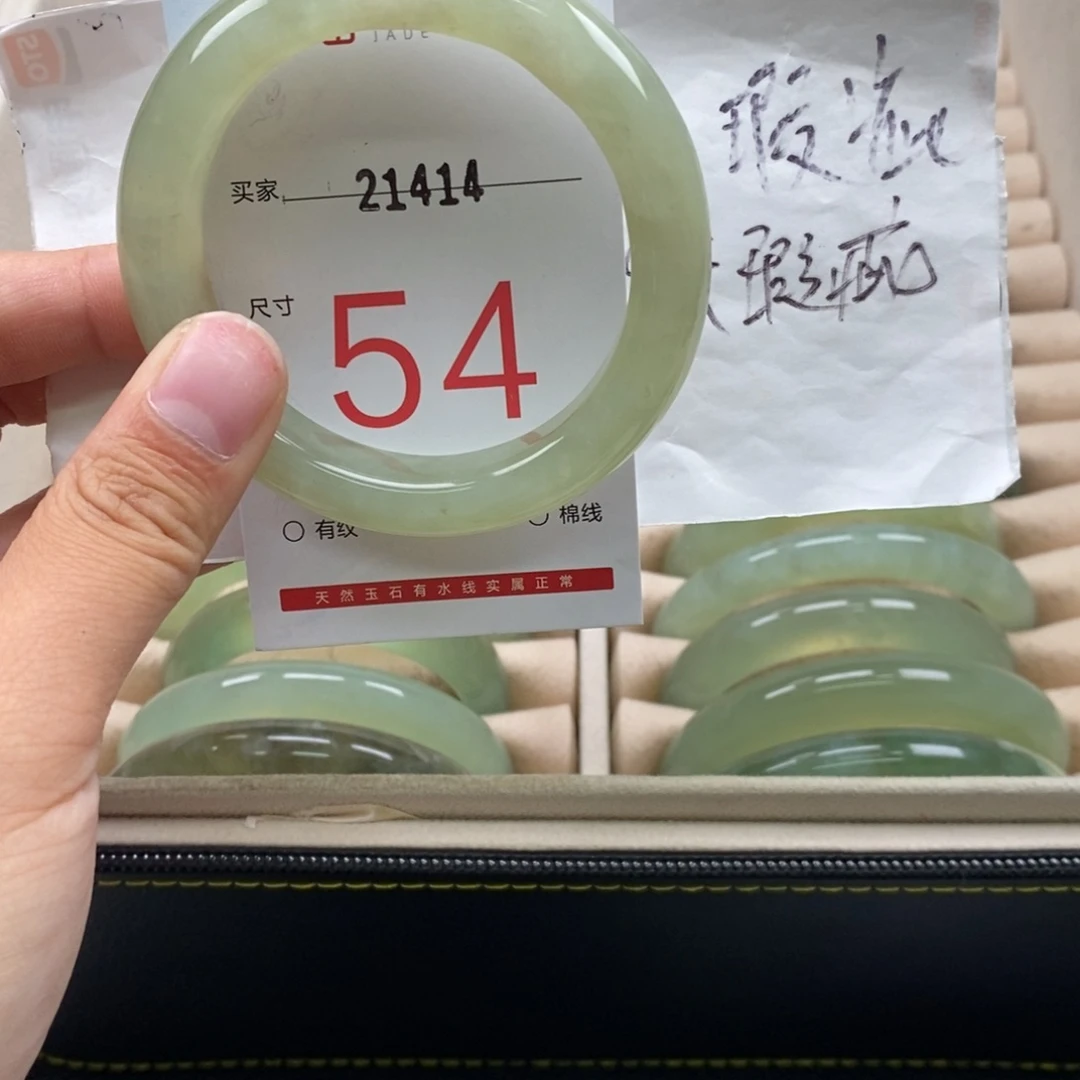 JADE
买家 21414
尺寸 54
有纹 棉线
天然玉石有水线实属正常
瑕疵
瑕疵